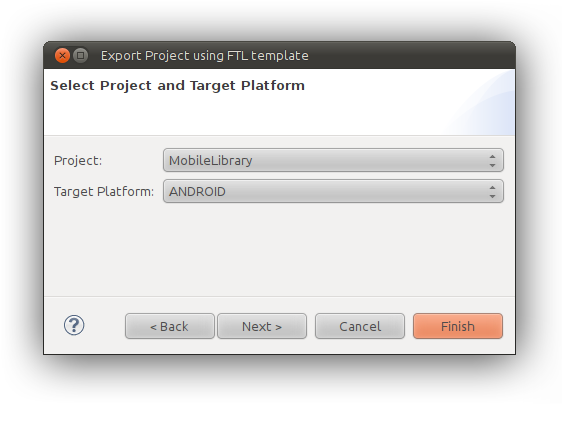 Export Project using FTL template
Select Project and Target Platform
Project: MobileLibrary
Target Platform: ANDROID
? < Back Next > Cancel Finish